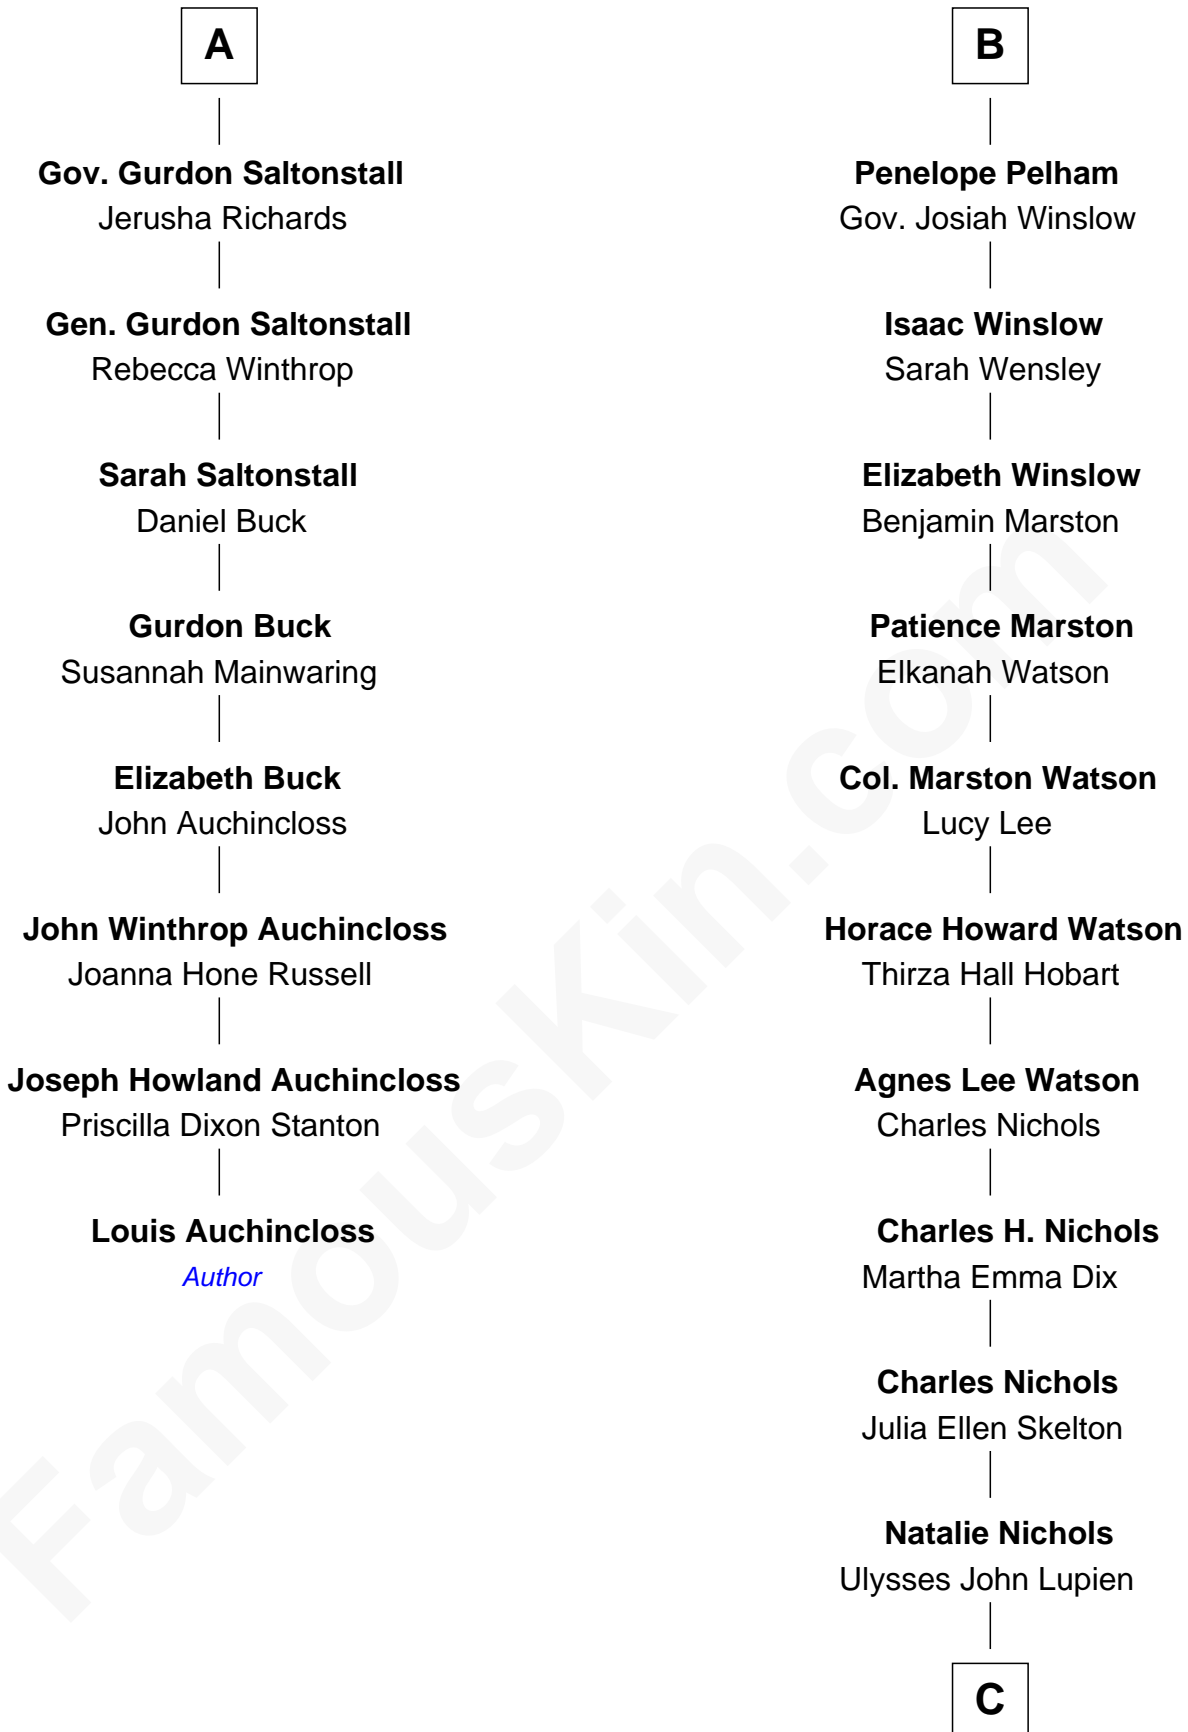 A
Gov. Gurdon Saltonstall
Jerusha Richards
Gen. Gurdon Saltonstall
Rebecca Winthrop
Sarah Saltonstall
Daniel Buck
Gurdon Buck
Susannah Mainwaring
Elizabeth Buck
John Auchincloss
John Winthrop Auchincloss
Joanna Hone Russell
Joseph Howland Auchincloss
Priscilla Dixon Stanton
Louis Auchincloss
Author
B
Penelope Pelham
Gov. Josiah Winslow
Isaac Winslow
Sarah Wensley
Elizabeth Winslow
Benjamin Marston
Patience Marston
Elkanah Watson
Col. Marston Watson
Lucy Lee
Horace Howard Watson
Thirza Hall Hobart
Agnes Lee Watson
Charles Nichols
Charles H. Nichols
Martha Emma Dix
Charles Nichols
Julia Ellen Skelton
Natalie Nichols
Ulysses John Lupien
C
FamousKin.com